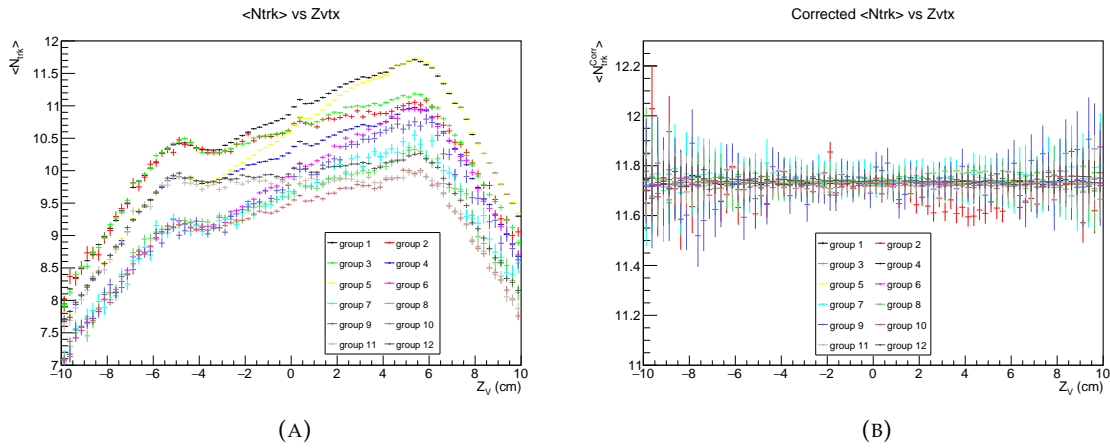 <Ntrk> vs Zvtx
<N_trk>
12
11.5
11
10.5
10
9.5
9
8.5
8
7.5
7
−10 −8 −6 −4 −2 0 2 4 6 8 10
Z_V (cm)
group 1 group 2
group 3 group 4
group 5 group 6
group 7 group 8
group 9 group 10
group 11 group 12
(A)
Corrected <Ntrk> vs Zvtx
<N_trk^Corr>
12.2
12
11.8
11.6
11.4
11.2
11
−10 −8 −6 −4 −2 0 2 4 6 8 10
Z_V (cm)
group 1 group 2
group 3 group 4
group 5 group 6
group 7 group 8
group 9 group 10
group 11 group 12
(B)